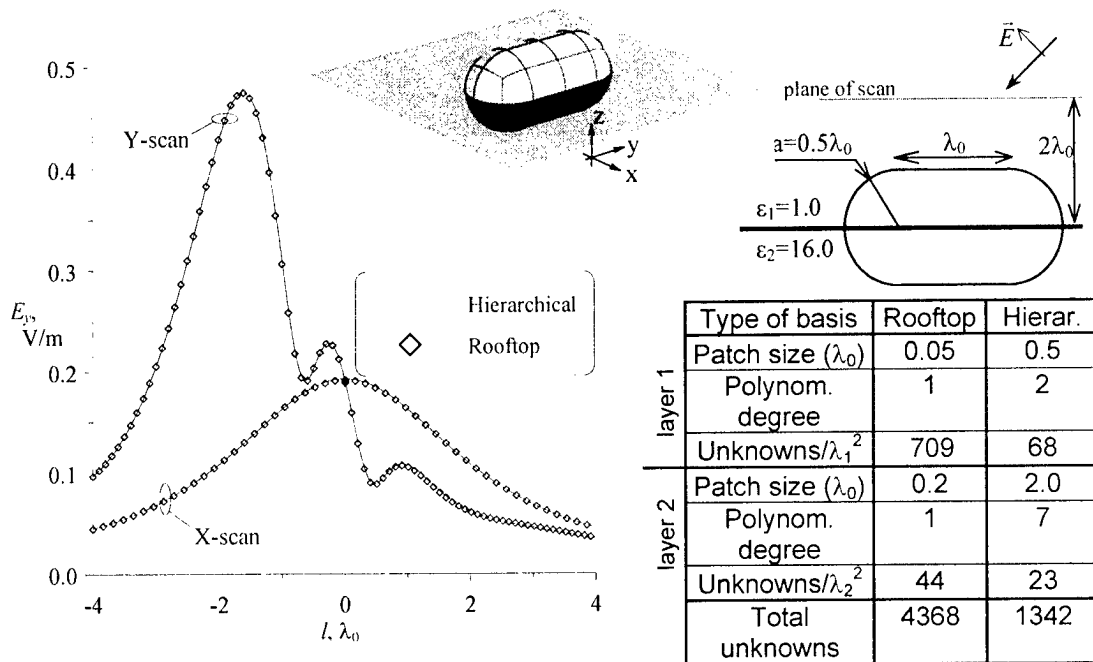 0.5
0.4
0.3
0.2
0.1
0.0
E_y,
V/m
-4
-2
0
2
4
l, λ₀
Y-scan
X-scan
Hierarchical
Rooftop
z
y
x
E⃗
plane of scan
a=0.5λ₀
λ₀
2λ₀
ε₁=1.0
ε₂=16.0
Type of basis Rooftop Hierar.
layer 1
Patch size (λ₀) 0.05 0.5
Polynom. degree 1 2
Unknowns/λ₁² 709 68
layer 2
Patch size (λ₀) 0.2 2.0
Polynom. degree 1 7
Unknowns/λ₂² 44 23
Total unknowns 4368 1342